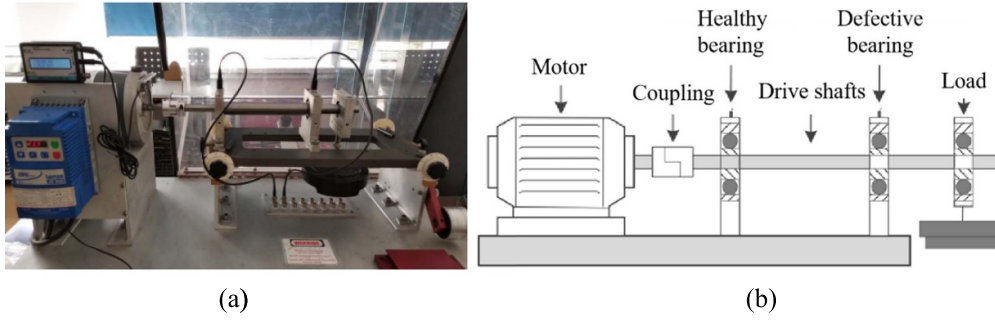 Healthy
bearing
Defective
bearing
Motor
Coupling
Drive shafts
Load
(a)
(b)